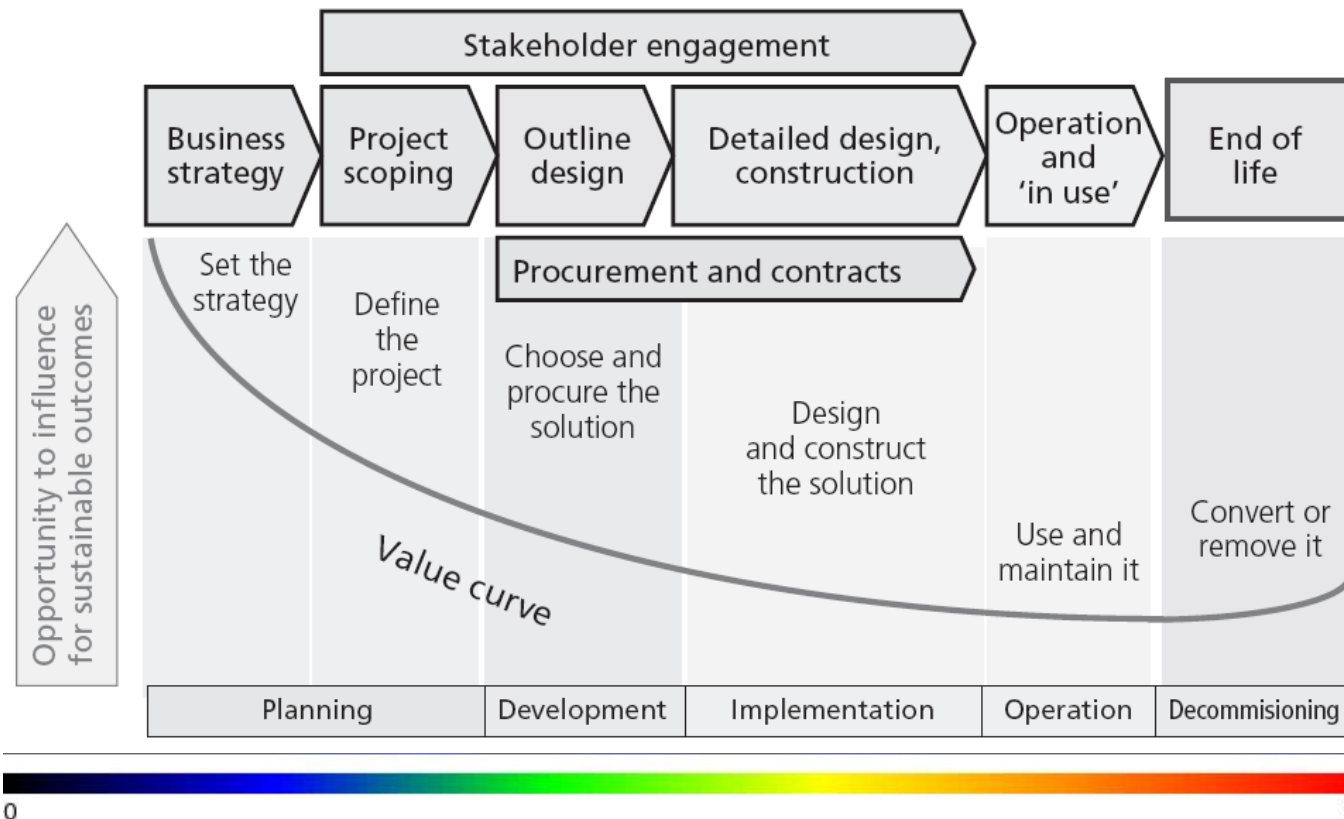 Stakeholder engagement
Business
strategy
Project
scoping
Outline
design
Detailed design,
construction
Operation
and
‘in use’
End of
life
Procurement and contracts
Opportunity to influence
for sustainable outcomes
Set the
strategy
Define
the
project
Choose and
procure the
solution
Design
and construct
the solution
Use and
maintain it
Convert or
remove it
Value curve
Planning
Development
Implementation
Operation
Decommisioning
0